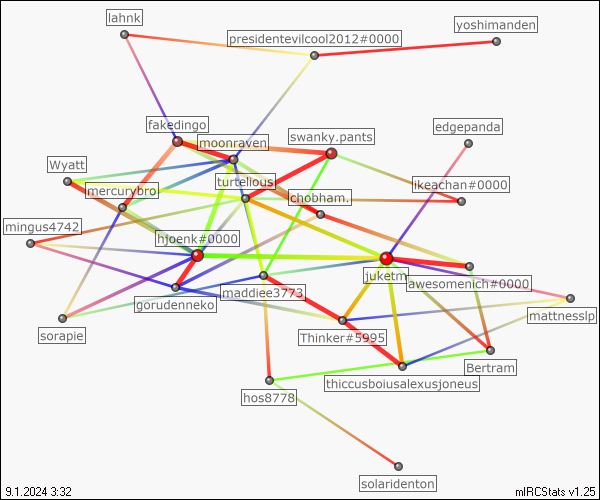 lahnk
yoshimanden
presidentevilcool2012#0000
fakedingo
edgepanda
swanky.pants
moonraven
Wyatt
turtellous
ikeachan#0000
mercurybro
chobham.
mingus4742
hjoenk#0000
juketm
awesomenich#0000
gorudenneko
maddiee3773
mattnesslp
sorapie
Thinker#5995
Bertram
thiccusboiusalexusjoneus
hos8778
solaridenton
9.1.2024 3:32
mIRCStats v1.25